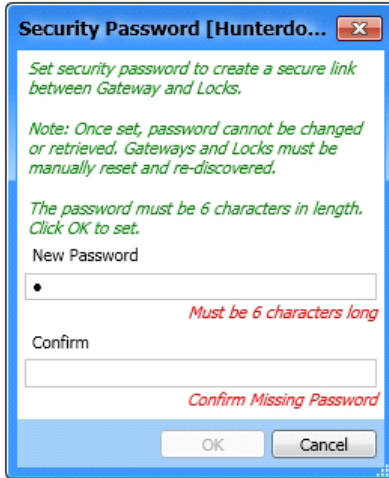 Security Password [Hunterdo...
Set security password to create a secure link
between Gateway and Locks.
Note: Once set, password cannot be changed
or retrieved. Gateways and Locks must be
manually reset and re-discovered.
The password must be 6 characters in length.
Click OK to set.
New Password
●
Must be 6 characters long
Confirm
Confirm Missing Password
OK Cancel